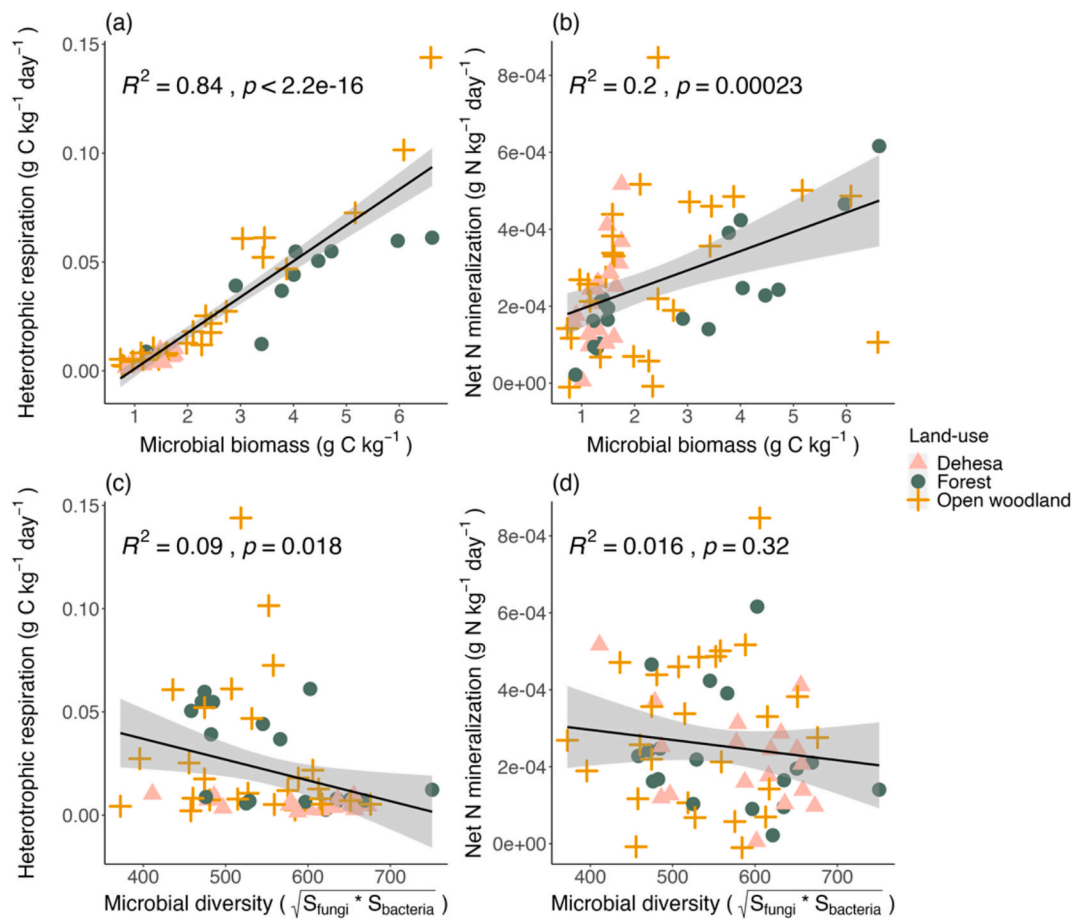 (a)
Heterotrophic respiration (g C kg⁻¹ day⁻¹)
0.15
0.10
0.05
0.00
R² = 0.84 , p < 2.2e-16
1 2 3 4 5 6
Microbial biomass (g C kg⁻¹)
(b)
Net N mineralization (g N kg⁻¹ day⁻¹)
8e-04
6e-04
4e-04
2e-04
0e+00
R² = 0.2 , p = 0.00023
1 2 3 4 5 6
Microbial biomass (g C kg⁻¹)
Land-use
Dehesa
Forest
Open woodland
(c)
Heterotrophic respiration (g C kg⁻¹ day⁻¹)
0.15
0.10
0.05
0.00
R² = 0.09 , p = 0.018
400 500 600 700
Microbial diversity ( √S_fungi * S_bacteria )
(d)
Net N mineralization (g N kg⁻¹ day⁻¹)
8e-04
6e-04
4e-04
2e-04
0e+00
R² = 0.016 , p = 0.32
400 500 600 700
Microbial diversity ( √S_fungi * S_bacteria )